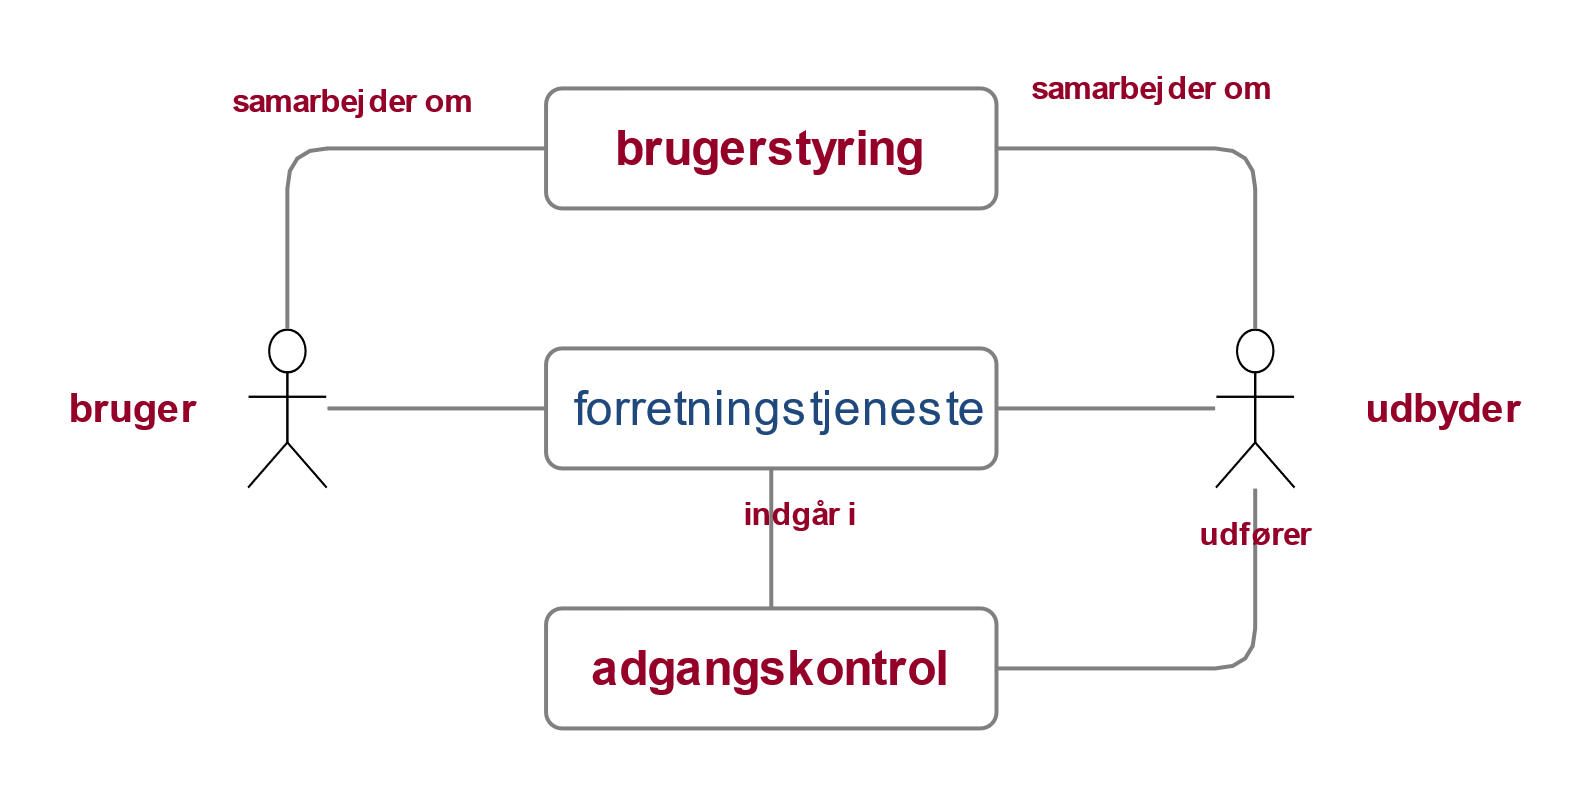 samarbejder om
samarbejder om
brugerstyring
bruger
forretningstjeneste
udbyder
indgår i
udfører
adgangskontrol